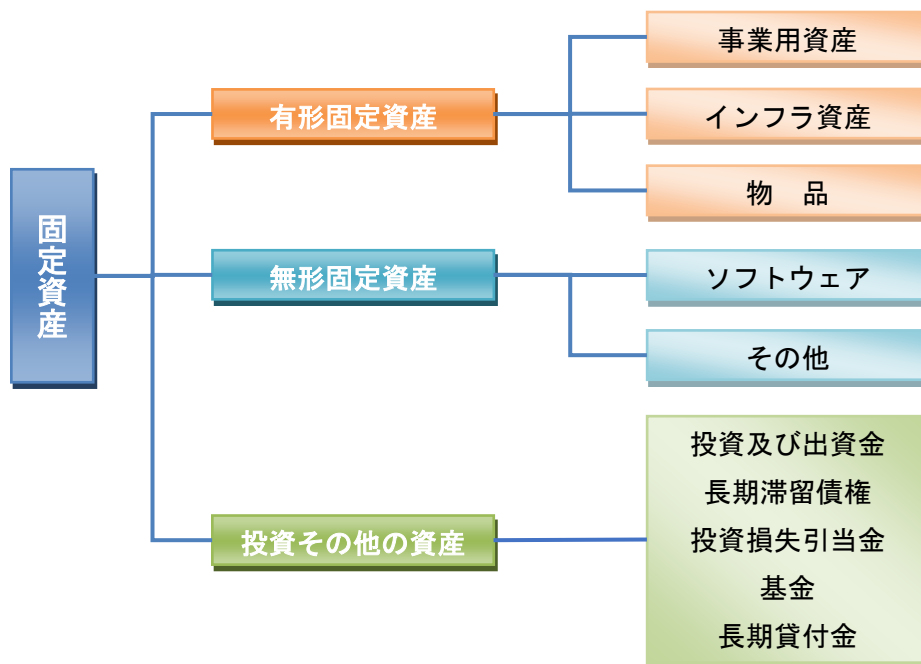 固定資産
有形固定資産
事業用資産
インフラ資産
物　品
無形固定資産
ソフトウェア
その他
投資その他の資産
投資及び出資金
長期滞留債権
投資損失引当金
基金
長期貸付金